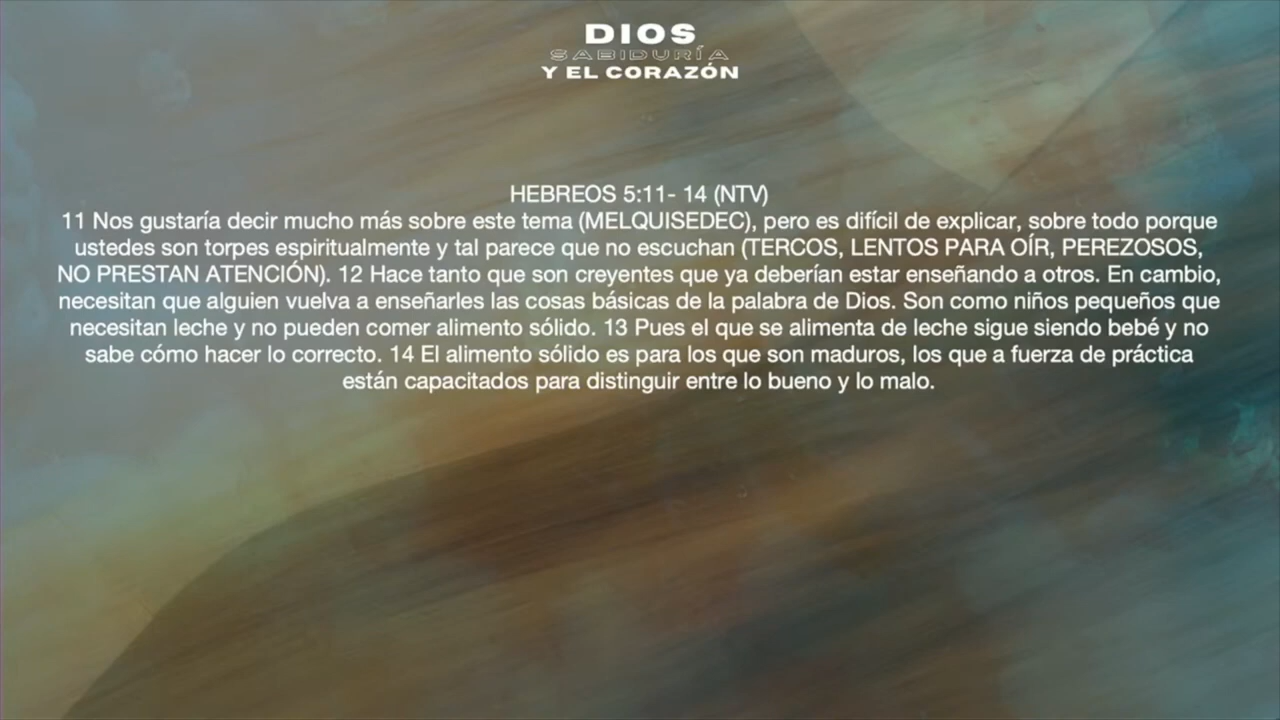 DIOS
SABIDURÍA
Y EL CORAZÓN
HEBREOS 5:11- 14 (NTV)
11 Nos gustaría decir mucho más sobre este tema (MELQUISEDEC), pero es difícil de explicar, sobre todo porque
ustedes son torpes espiritualmente y tal parece que no escuchan (TERCOS, LENTOS PARA OÍR, PEREZOSOS,
NO PRESTAN ATENCIÓN). 12 Hace tanto que son creyentes que ya deberían estar enseñando a otros. En cambio,
necesitan que alguien vuelva a enseñarles las cosas básicas de la palabra de Dios. Son como niños pequeños que
necesitan leche y no pueden comer alimento sólido. 13 Pues el que se alimenta de leche sigue siendo bebé y no
sabe cómo hacer lo correcto. 14 El alimento sólido es para los que son maduros, los que a fuerza de práctica
están capacitados para distinguir entre lo bueno y lo malo.